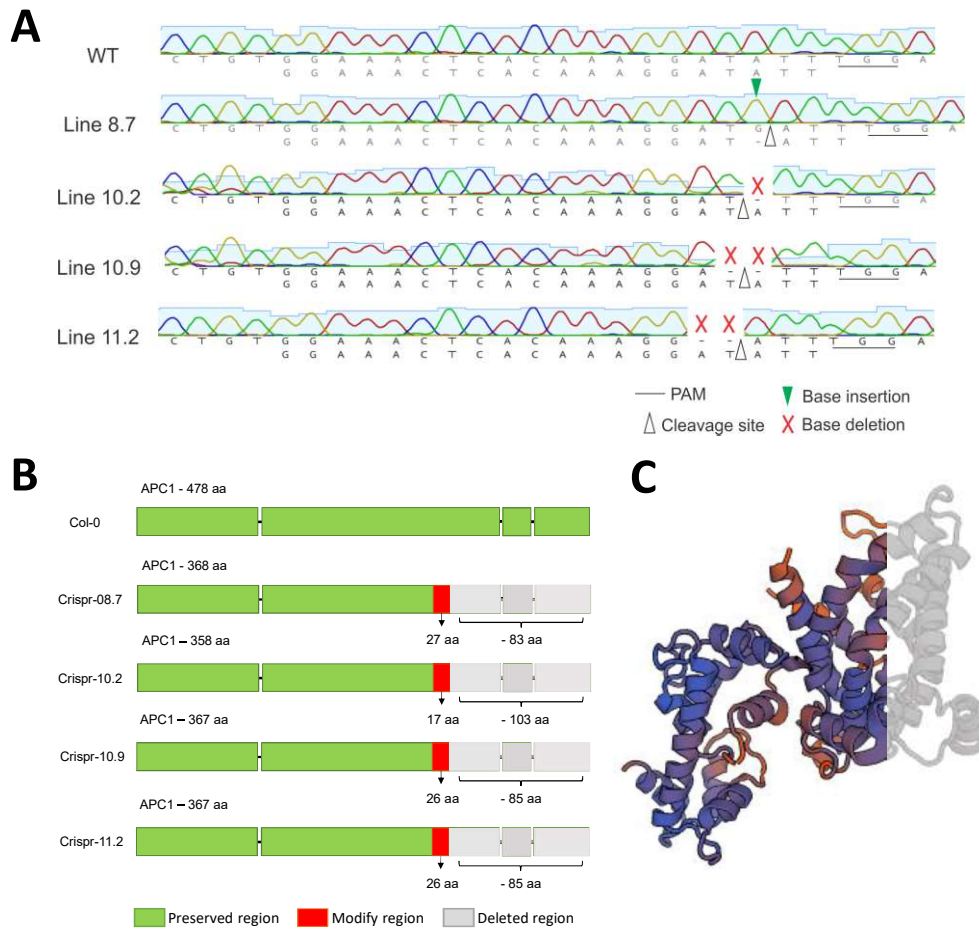 A
WT
C T G T G G A A A C T C A C A A A G G A T A T T T G G A
G G A A A C T C A C A A A G G A T A T T
Line 8.7
C T G T G G A A A C T C A C A A A G G A T G A T T T G G A
G G A A A C T C A C A A A G G A T - A T T
Line 10.2
C T G T G G A A A C T C A C A A A G G A T - T T T G G A
G G A A A C T C A C A A A G G A T A T T
Line 10.9
C T G T G G A A A C T C A C A A A G G A - - T T T G G A
G G A A A C T C A C A A A G G A T A T T
Line 11.2
C T G T G G A A A C T C A C A A A G G - - A T T T G G A
G G A A A C T C A C A A A G G A T A T T
PAM
Base insertion
Cleavage site
Base deletion
B
C
APC1 - 478 aa
Col-0
APC1 - 368 aa
Crispr-08.7
27 aa
- 83 aa
APC1 – 358 aa
Crispr-10.2
17 aa
- 103 aa
APC1 – 367 aa
Crispr-10.9
26 aa
- 85 aa
APC1 – 367 aa
Crispr-11.2
26 aa
- 85 aa
Preserved region
Modify region
Deleted region